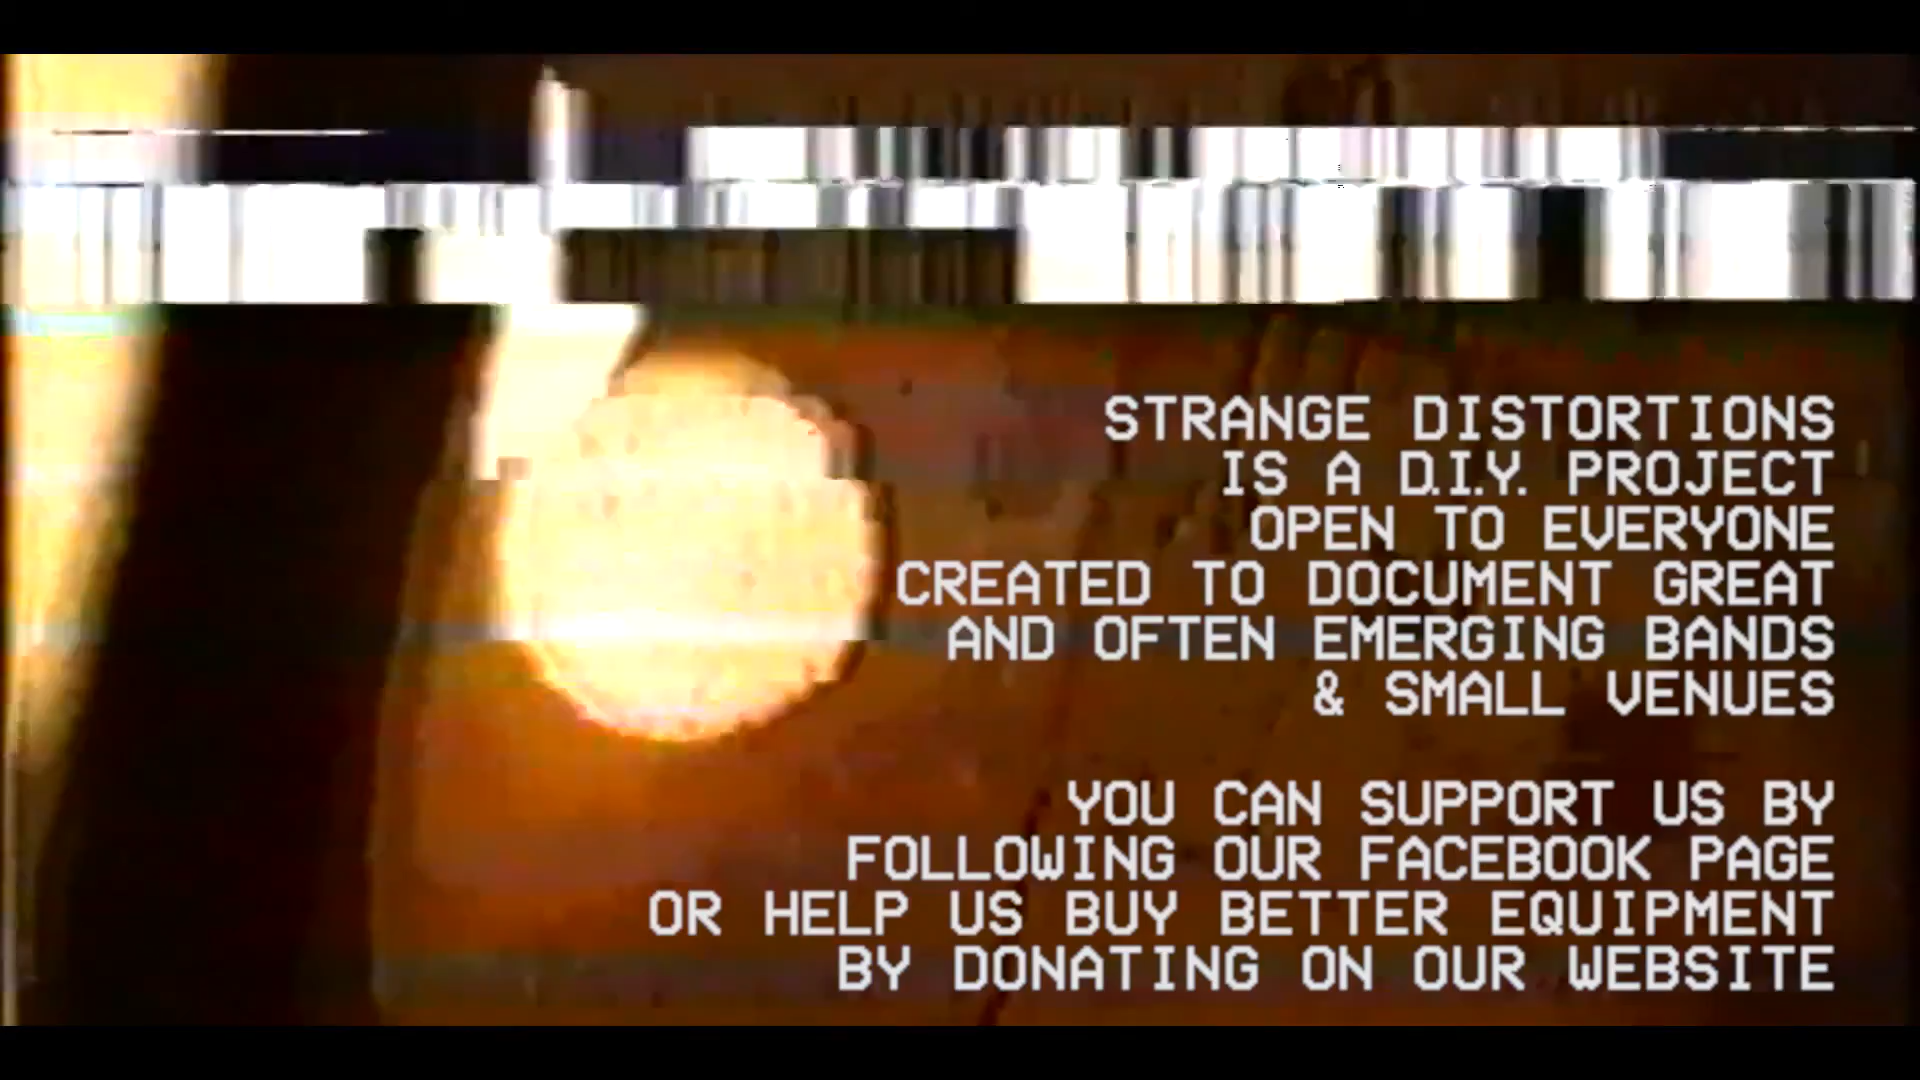 STRANGE DISTORTIONS
IS A D.I.Y. PROJECT
OPEN TO EVERYONE
CREATED TO DOCUMENT GREAT
AND OFTEN EMERGING BANDS
& SMALL VENUES
YOU CAN SUPPORT US BY
FOLLOWING OUR FACEBOOK PAGE
OR HELP US BUY BETTER EQUIPMENT
BY DONATING ON OUR WEBSITE